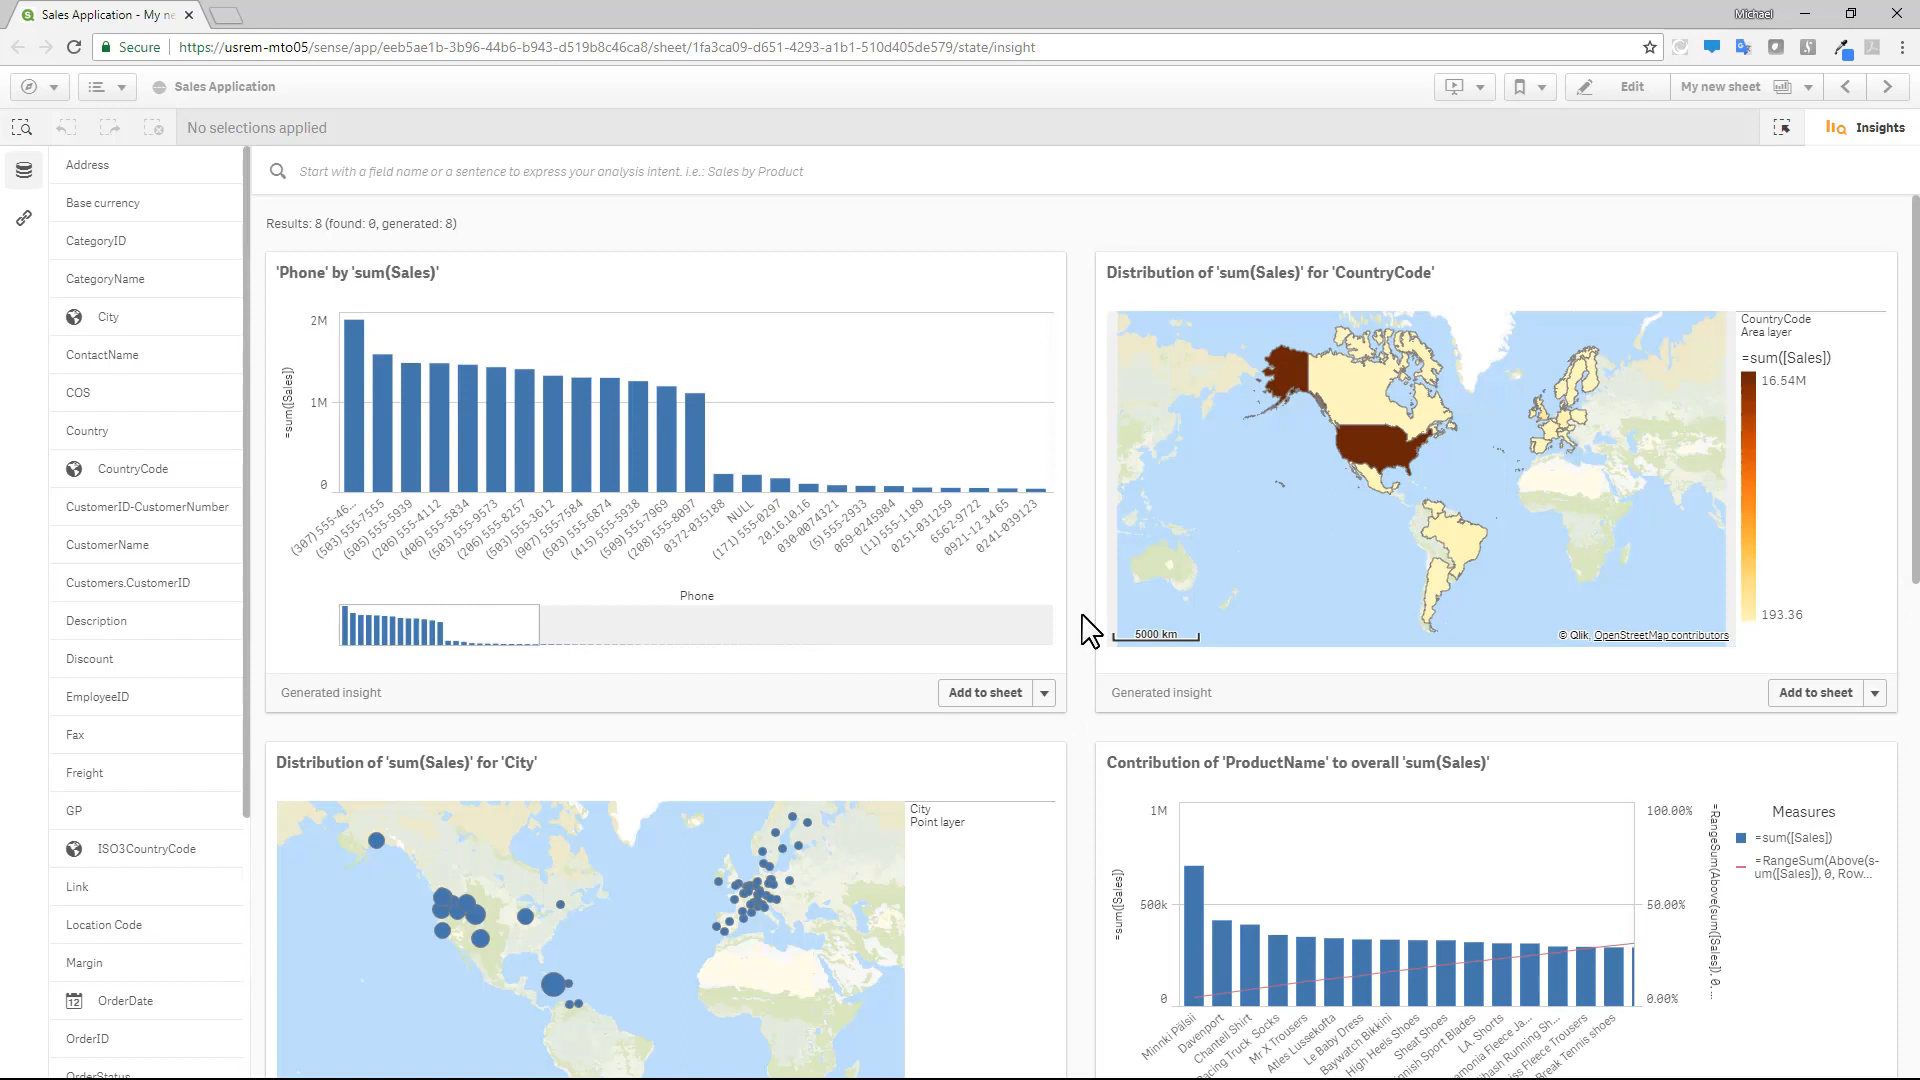 Sales Application - My ne
Michael
Secure
https://usrem-mto05/sense/app/eeb5ae1b-3b96-44b6-b943-d519b8c46ca8/sheet/1fa3ca09-d651-4293-a1b1-510d405de579/state/insight
Sales Application
Edit
My new sheet
No selections applied
Insights
Address
Base currency
CategoryID
CategoryName
City
ContactName
COS
Country
CountryCode
CustomerID-CustomerNumber
CustomerName
Customers.CustomerID
Description
Discount
EmployeeID
Fax
Freight
GP
ISO3CountryCode
Link
Location Code
Margin
12
OrderDate
OrderID
OrderStatus
Start with a field name or a sentence to express your analysis intent. i.e.: Sales by Product
Results: 8 (found: 0, generated: 8)
'Phone' by 'sum(Sales)'
=sum([Sales])
2M
1M
0
(307) 555-46...
(503) 555-7555
(505) 555-5939
(206) 555-4112
(406) 555-5834
(503) 555-9573
(206) 555-8257
(503) 555-3612
(907) 555-7584
(503) 555-6874
(415) 555-5938
(509) 555-7969
(208) 555-8097
0372-035188
NULL
(171) 555-0297
20.16.10.16
030-0074321
(5) 555-2933
069-0245984
(11) 555-1189
0251-031259
6562-9722
0921-12 34 65
0241-039123
Phone
Generated insight
Add to sheet
Distribution of 'sum(Sales)' for 'CountryCode'
CountryCode
Area layer
=sum([Sales])
16.54M
193.36
5000 km
© Qlik, OpenStreetMap contributors
Generated insight
Add to sheet
Distribution of 'sum(Sales)' for 'City'
City
Point layer
Contribution of 'ProductName' to overall 'sum(Sales)'
=sum([Sales])
1M
500k
0
100.00%
50.00%
0.00%
=RangeSum(Above(sum([Sales]), 0, ...
Measures
=sum([Sales])
=RangeSum(Above(s-
um([Sales]), 0, Row...
Minnki Pälsii
Davenport
Chantell Shirt
acing Truck Socks
Mr X Trousers
Atles Lussekofta
Le Baby Dress
Baywatch Bikkini
High Heels Shoes
Sheat Shoes
onish Sport Blades
L.A. Shorts
amonia Fleece Ja...
hash Running Sh...
iss Fleece Trousers
Break Tennis shoes